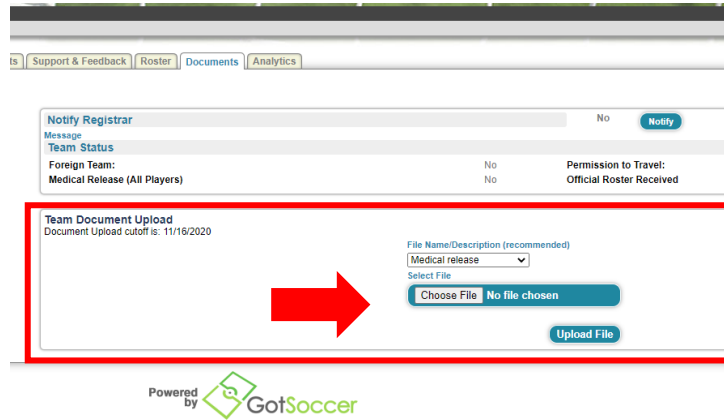 ts Support & Feedback Roster Documents Analytics
Notify Registrar No Notify
Message
Team Status
Foreign Team: No Permission to Travel:
Medical Release (All Players) No Official Roster Received
Team Document Upload
Document Upload cutoff is: 11/16/2020
File Name/Description (recommended)
Medical release
Select File
Choose File No file chosen
Upload File
Powered
by GotSoccer